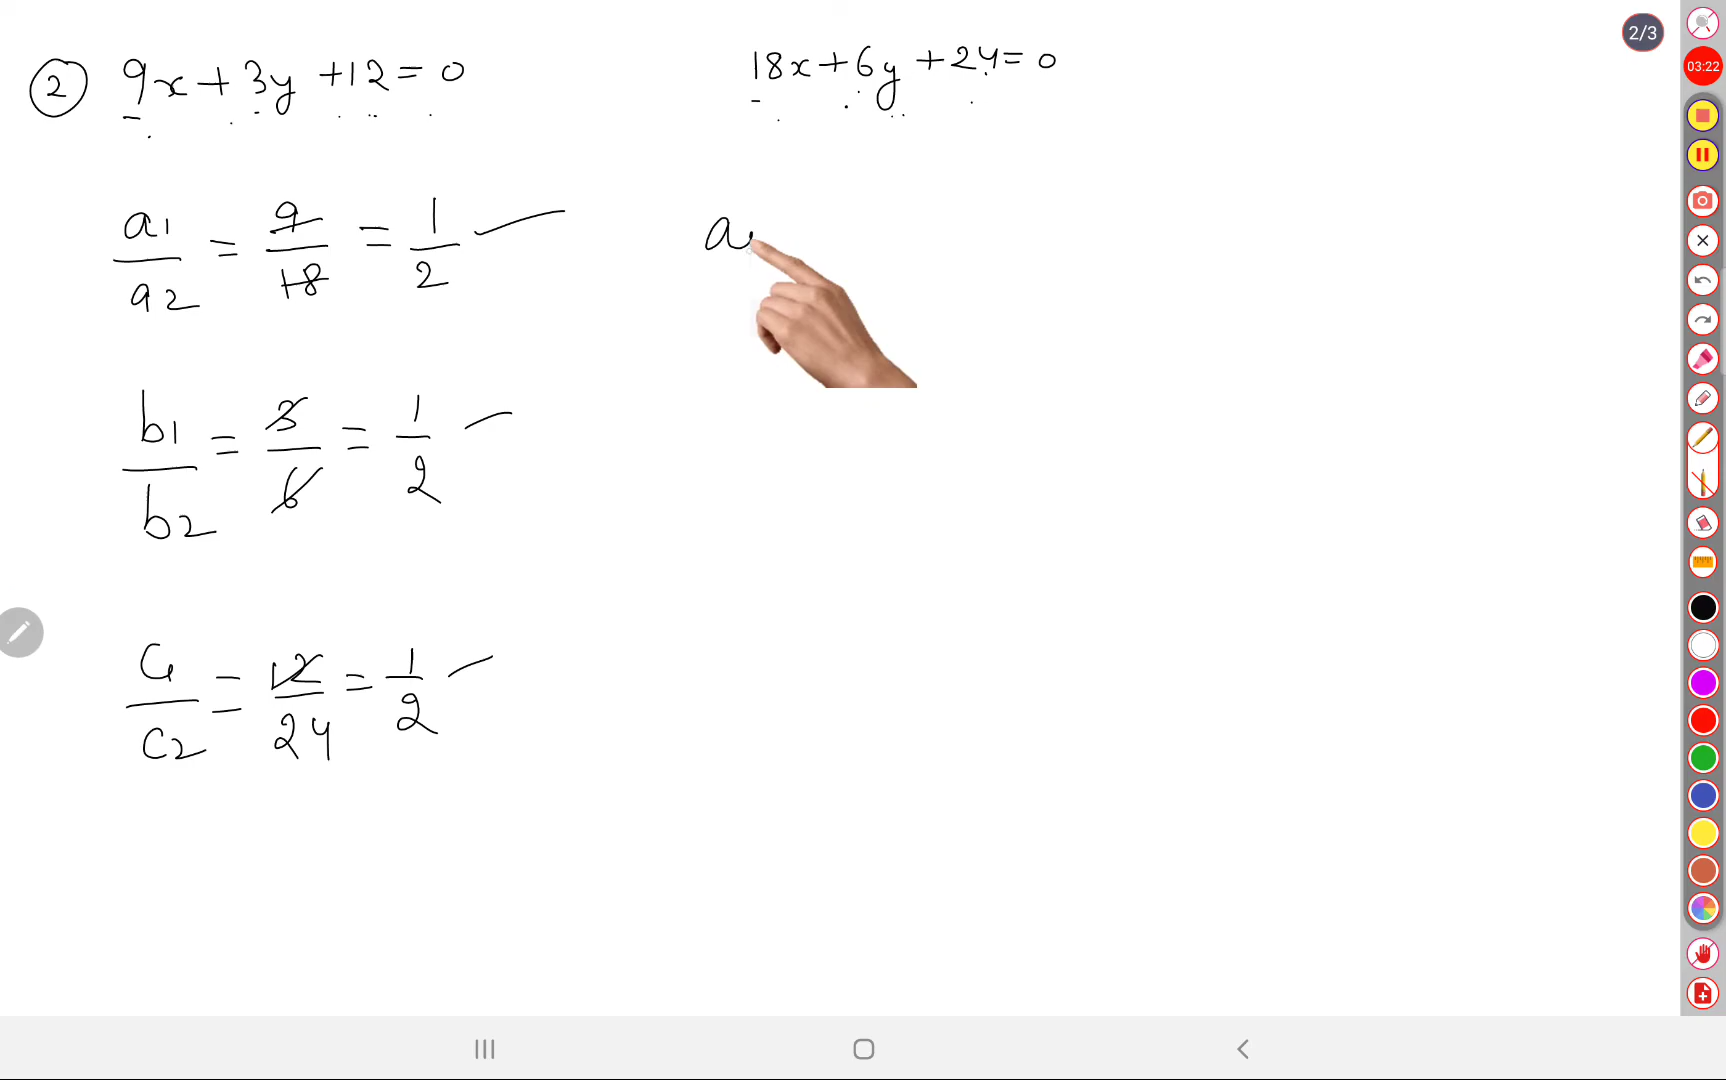 2/3
03:22
② 9x + 3y + 12 = 0
18x + 6y + 24 = 0
a1/a2 = 9/18 = 1/2
a
b1/b2 = 3/6 = 1/2
c1/c2 = 12/24 = 1/2